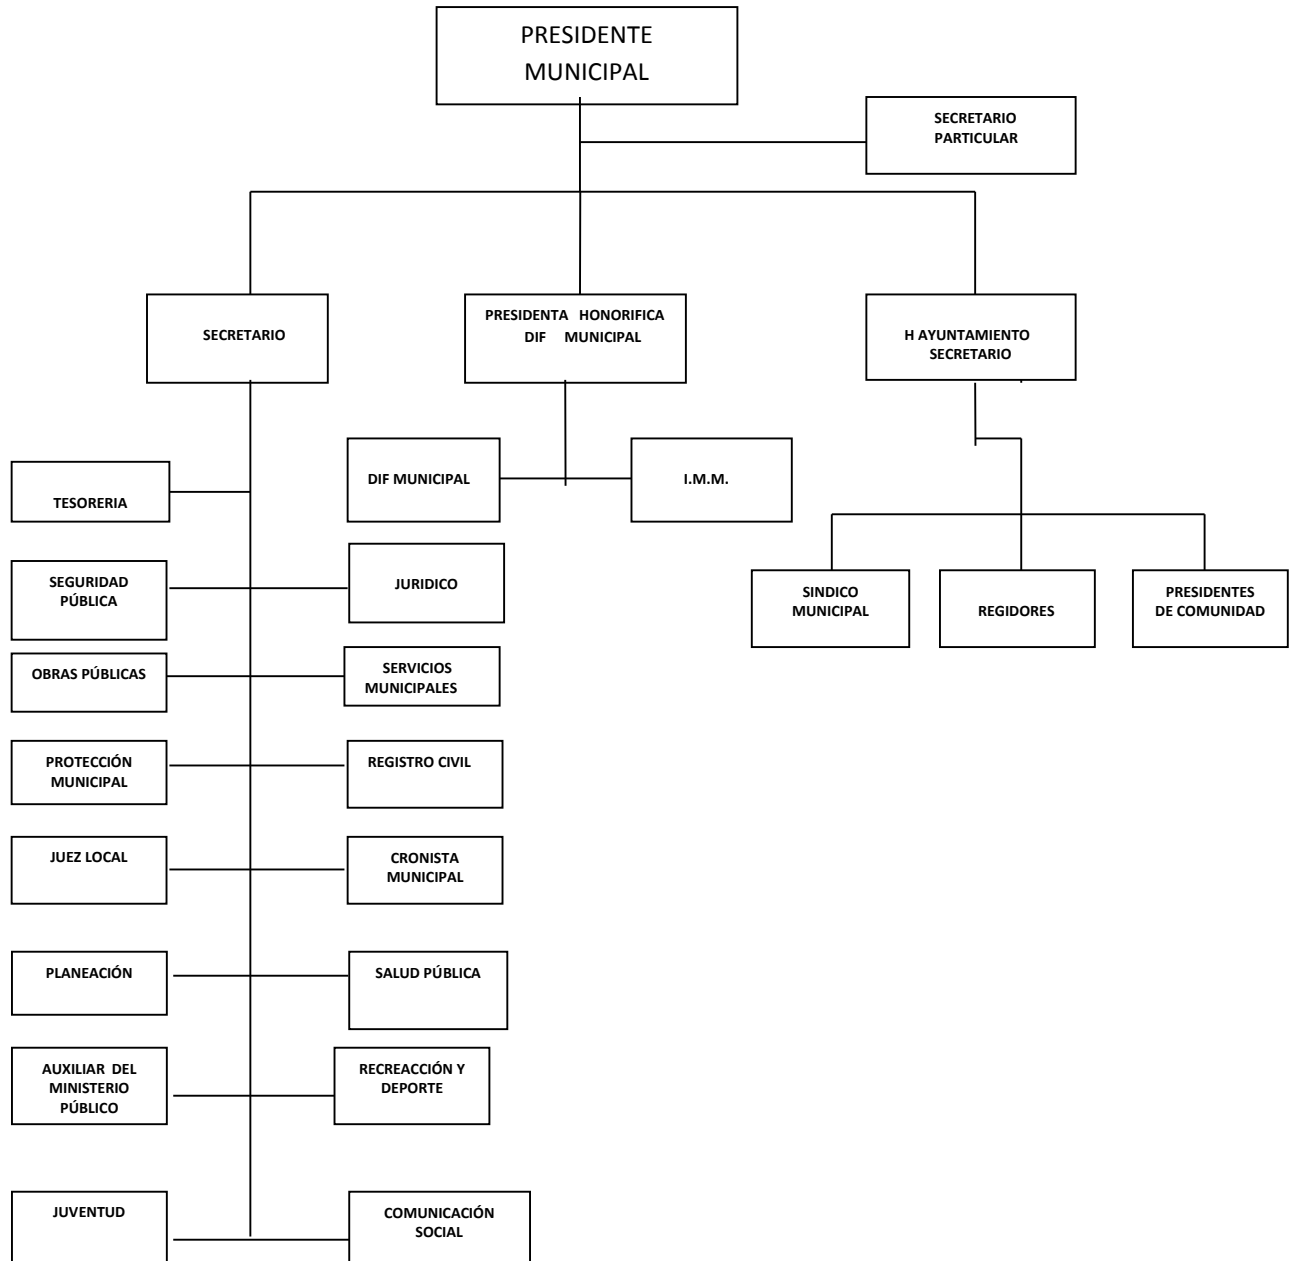 PRESIDENTE
MUNICIPAL
SECRETARIO
PARTICULAR
SECRETARIO
PRESIDENTA HONORIFICA
DIF MUNICIPAL
H AYUNTAMIENTO
SECRETARIO
TESORERIA
DIF MUNICIPAL
I.M.M.
SEGURIDAD
PÚBLICA
JURIDICO
SINDICO
MUNICIPAL
REGIDORES
PRESIDENTES
DE COMUNIDAD
OBRAS PÚBLICAS
SERVICIOS
MUNICIPALES
PROTECCIÓN
MUNICIPAL
REGISTRO CIVIL
JUEZ LOCAL
CRONISTA
MUNICIPAL
PLANEACIÓN
SALUD PÚBLICA
AUXILIAR DEL
MINISTERIO
PÚBLICO
RECREACCIÓN Y
DEPORTE
JUVENTUD
COMUNICACIÓN
SOCIAL